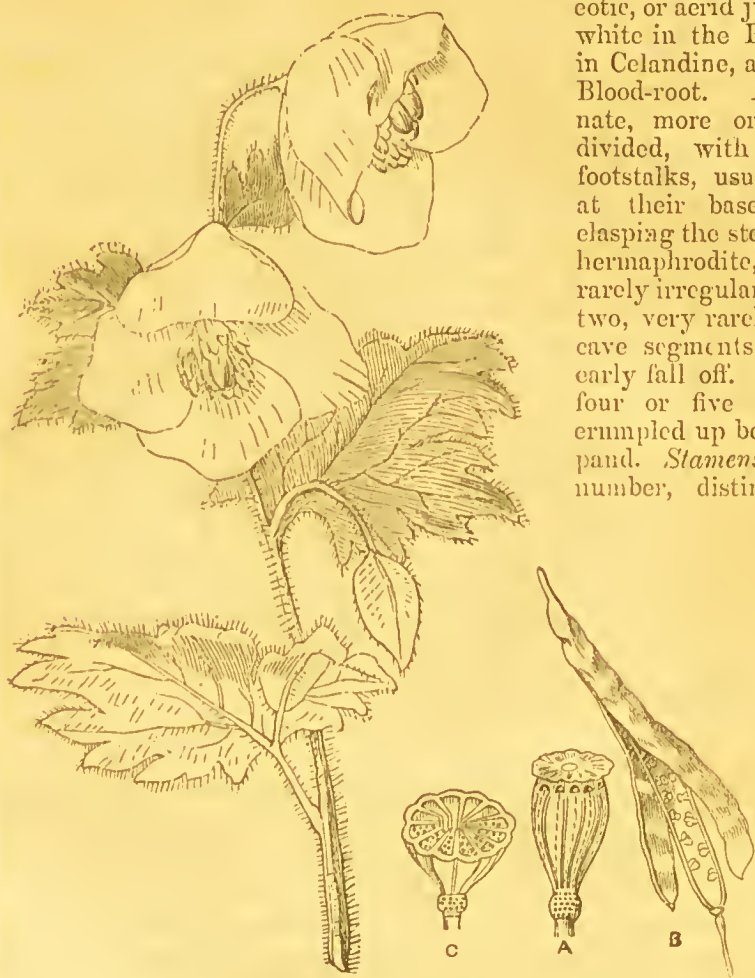 cotic, or acrid j
white in the
in Celandine, a
Blood-root.
nate, more or
divided, with
footstalks, usu
at their base
clasping the ste
hermaphrodite,
rarely irregular
two, very rarel
cave segments
early fall off.
four or five
crumpled up be
pand. Stamens
number, distin
C A B